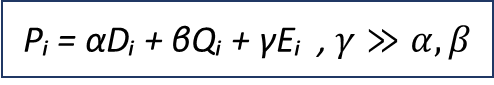 Pᵢ = αDᵢ + βQᵢ + γEᵢ , γ ≫ α, β